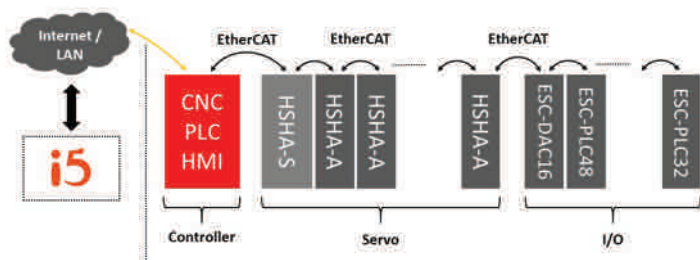 Internet /
LAN
i5
EtherCAT
EtherCAT
EtherCAT
CNC
PLC
HMI
HSHA-S
HSHA-A
HSHA-A
HSHA-A
ESC-DAC16
ESC-PLC48
ESC-PLC32
Controller
Servo
I/O